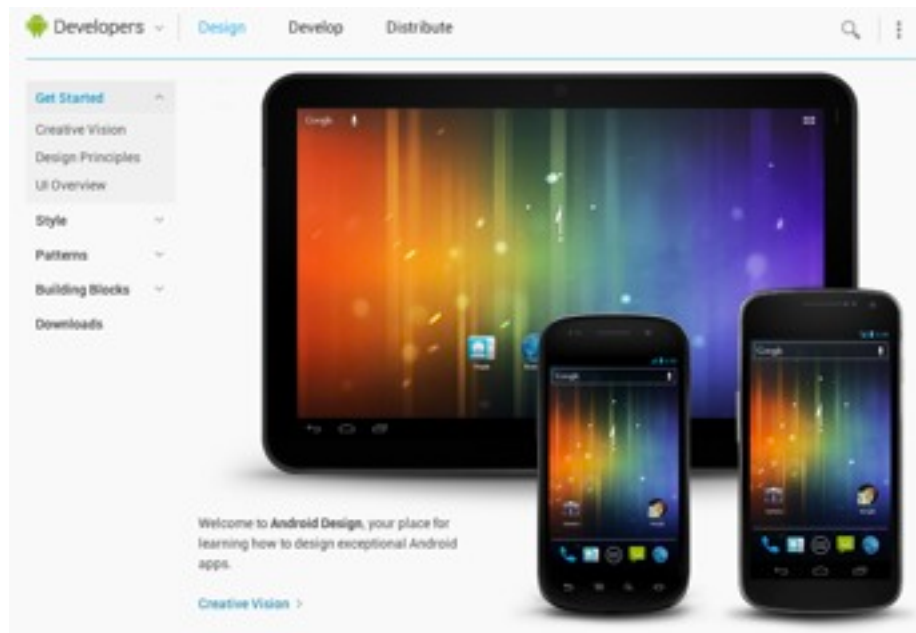 Developers
Design
Develop
Distribute
Get Started
Creative Vision
Design Principles
UI Overview
Style
Patterns
Building Blocks
Downloads
Google
Google
Google
Welcome to Android Design, your place for
learning how to design exceptional Android
apps.
Creative Vision >